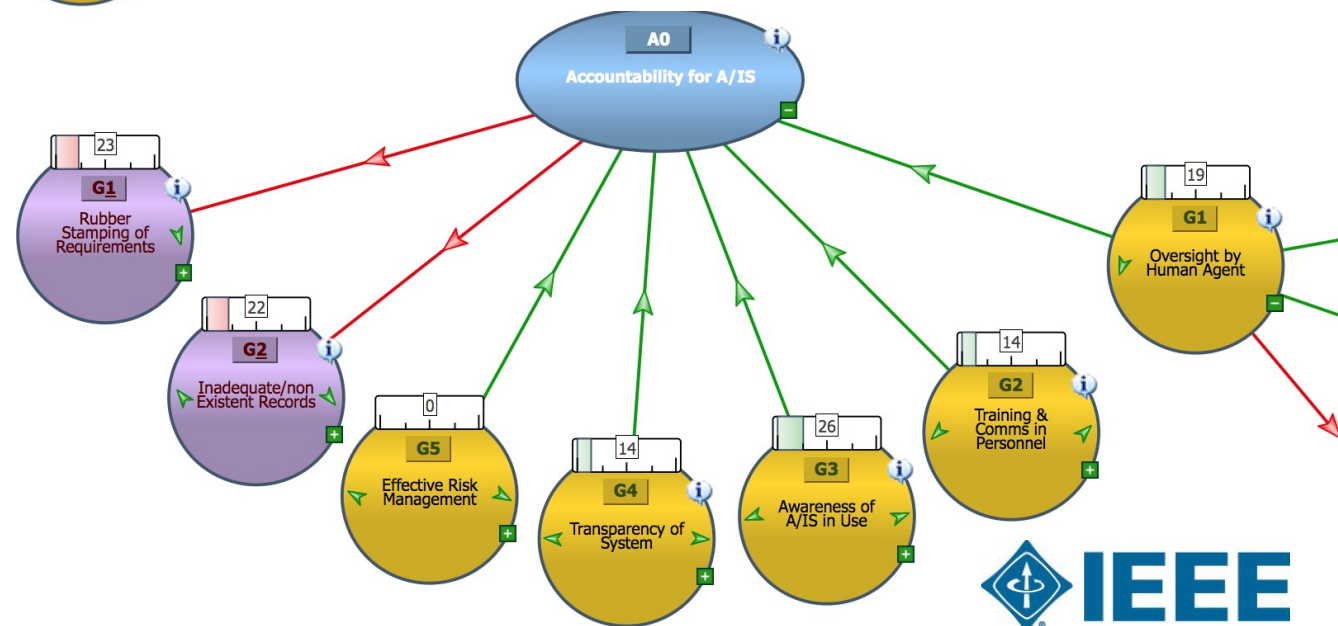 A0
Accountability for A/IS
23
G1
Rubber
Stamping of
Requirements
22
G2
Inadequate/non
Existent Records
0
G5
Effective Risk
Management
14
G4
Transparency of
System
26
G3
Awareness of
A/IS in Use
14
G2
Training &
Comms in
Personnel
19
G1
Oversight by
Human Agent
IEEE